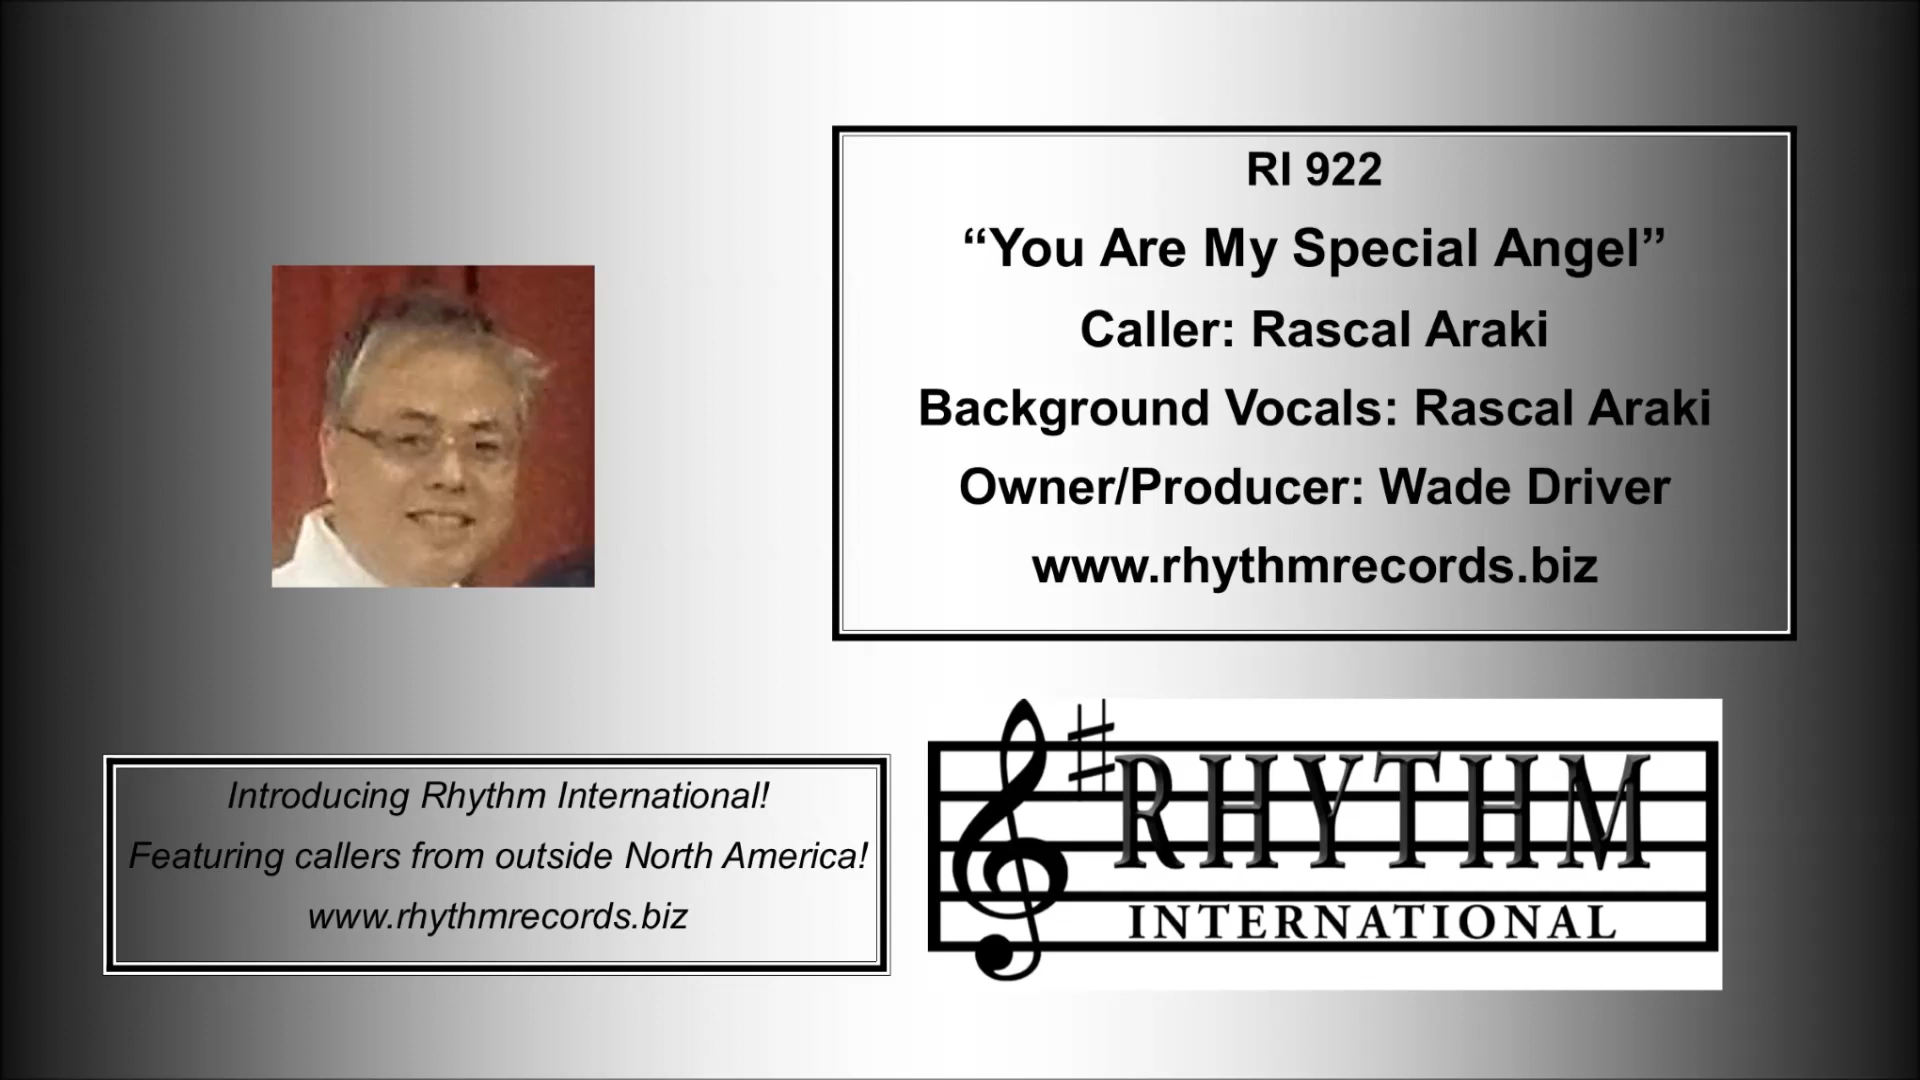 RI 922
“You Are My Special Angel”
Caller: Rascal Araki
Background Vocals: Rascal Araki
Owner/Producer: Wade Driver
www.rhythmrecords.biz
Introducing Rhythm International!
Featuring callers from outside North America!
www.rhythmrecords.biz
RHYTHM
INTERNATIONAL